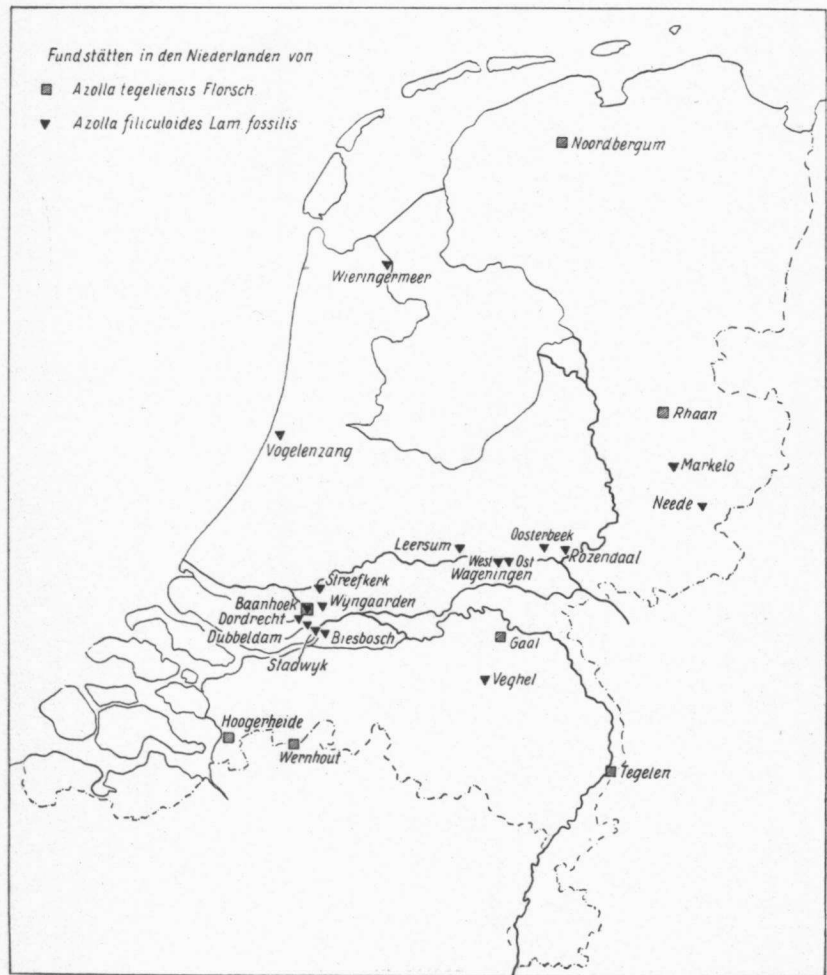 Fundstätten in den Niederlanden von
Azolla tegeliensis Florsch
Azolla filiculoides Lam. fossilis
Noordbergum
Wieringermeer
Rhaan
Vogelenzang
Markelo
Neede
Leersum
Oosterbeek
West
Ost
Rozendaal
Wageningen
Streefkerk
Baanhoek
Wyngaarden
Dordrecht
Dubbeldam
Biesbosch
Stadwyk
Gaal
Veghel
Hoogerheide
Wernhout
Tegelen